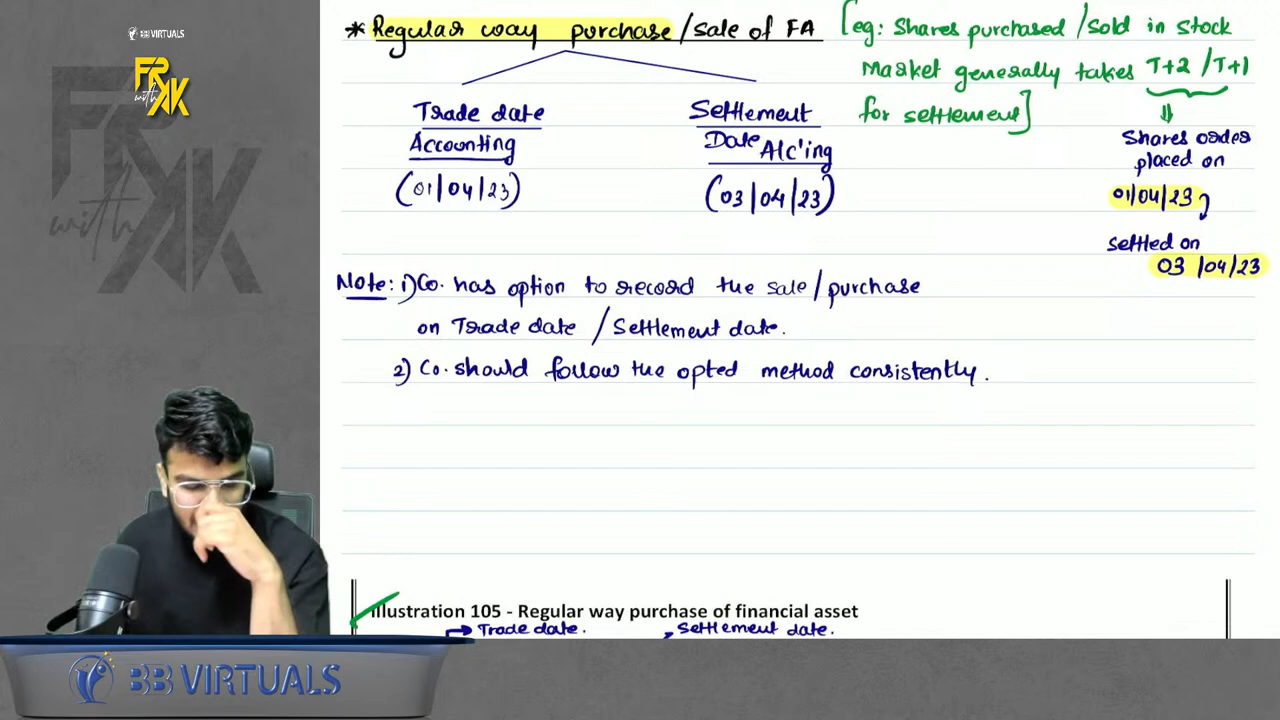 BB VIRTUALS
FR
with
AK
* Regular way purchase / sale of FA
[eg: Shares purchased / sold in stock
Market generally takes T+2 / T+1
for settlement]
Trade date
Accounting
(01/04/23)
Settlement
Date A/c'ing
(03/04/23)
Shares order
placed on
01/04/23
settled on
03/04/23
Note: 1) Co. has option to record the sale / purchase
on Trade date / Settlement date.
2) Co. should follow the opted method consistently.
Illustration 105 - Regular way purchase of financial asset
Trade date.
Settlement date.
BB VIRTUALS